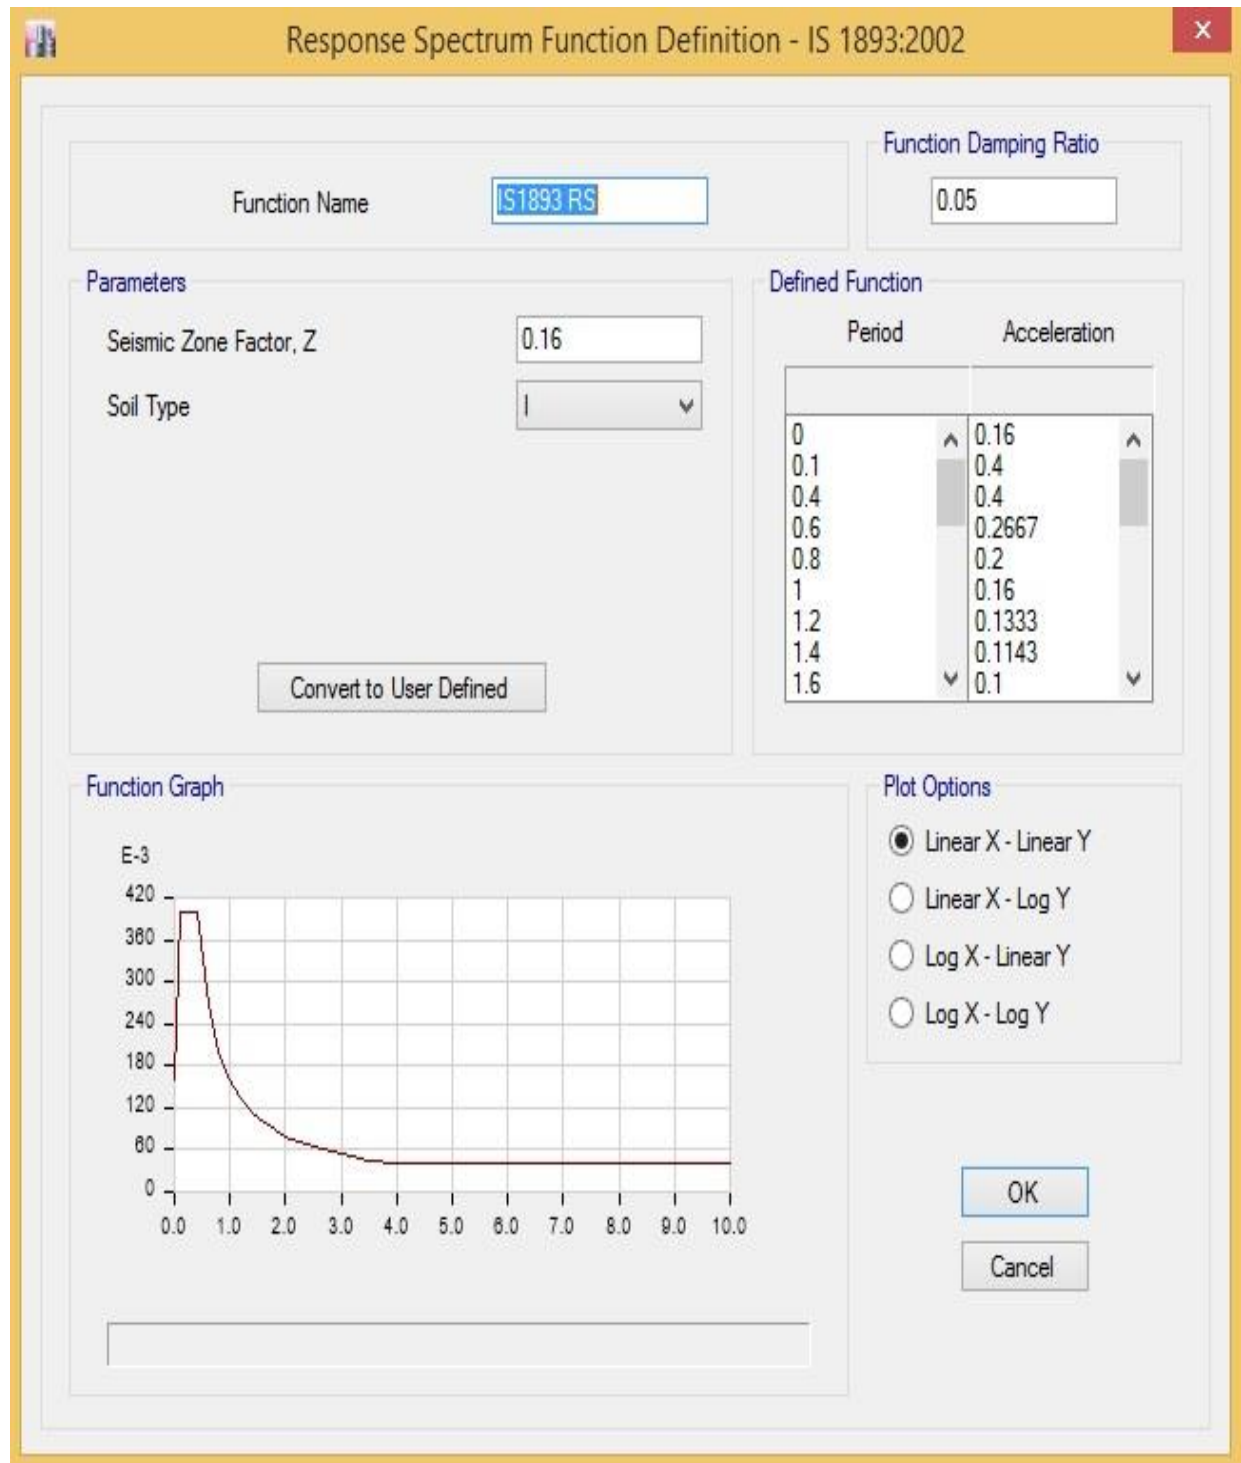 Response Spectrum Function Definition - IS 1893:2002
x
Function Name
IS1893 RS
Function Damping Ratio
0.05
Parameters
Seismic Zone Factor, Z
0.16
Soil Type
I
Convert to User Defined
Defined Function
Period Acceleration
0 0.16
0.1 0.4
0.4 0.4
0.6 0.2667
0.8 0.2
1 0.16
1.2 0.1333
1.4 0.1143
1.6 0.1
Function Graph
E-3
420
360
300
240
180
120
60
0
0.0 1.0 2.0 3.0 4.0 5.0 6.0 7.0 8.0 9.0 10.0
Plot Options
Linear X - Linear Y
Linear X - Log Y
Log X - Linear Y
Log X - Log Y
OK
Cancel